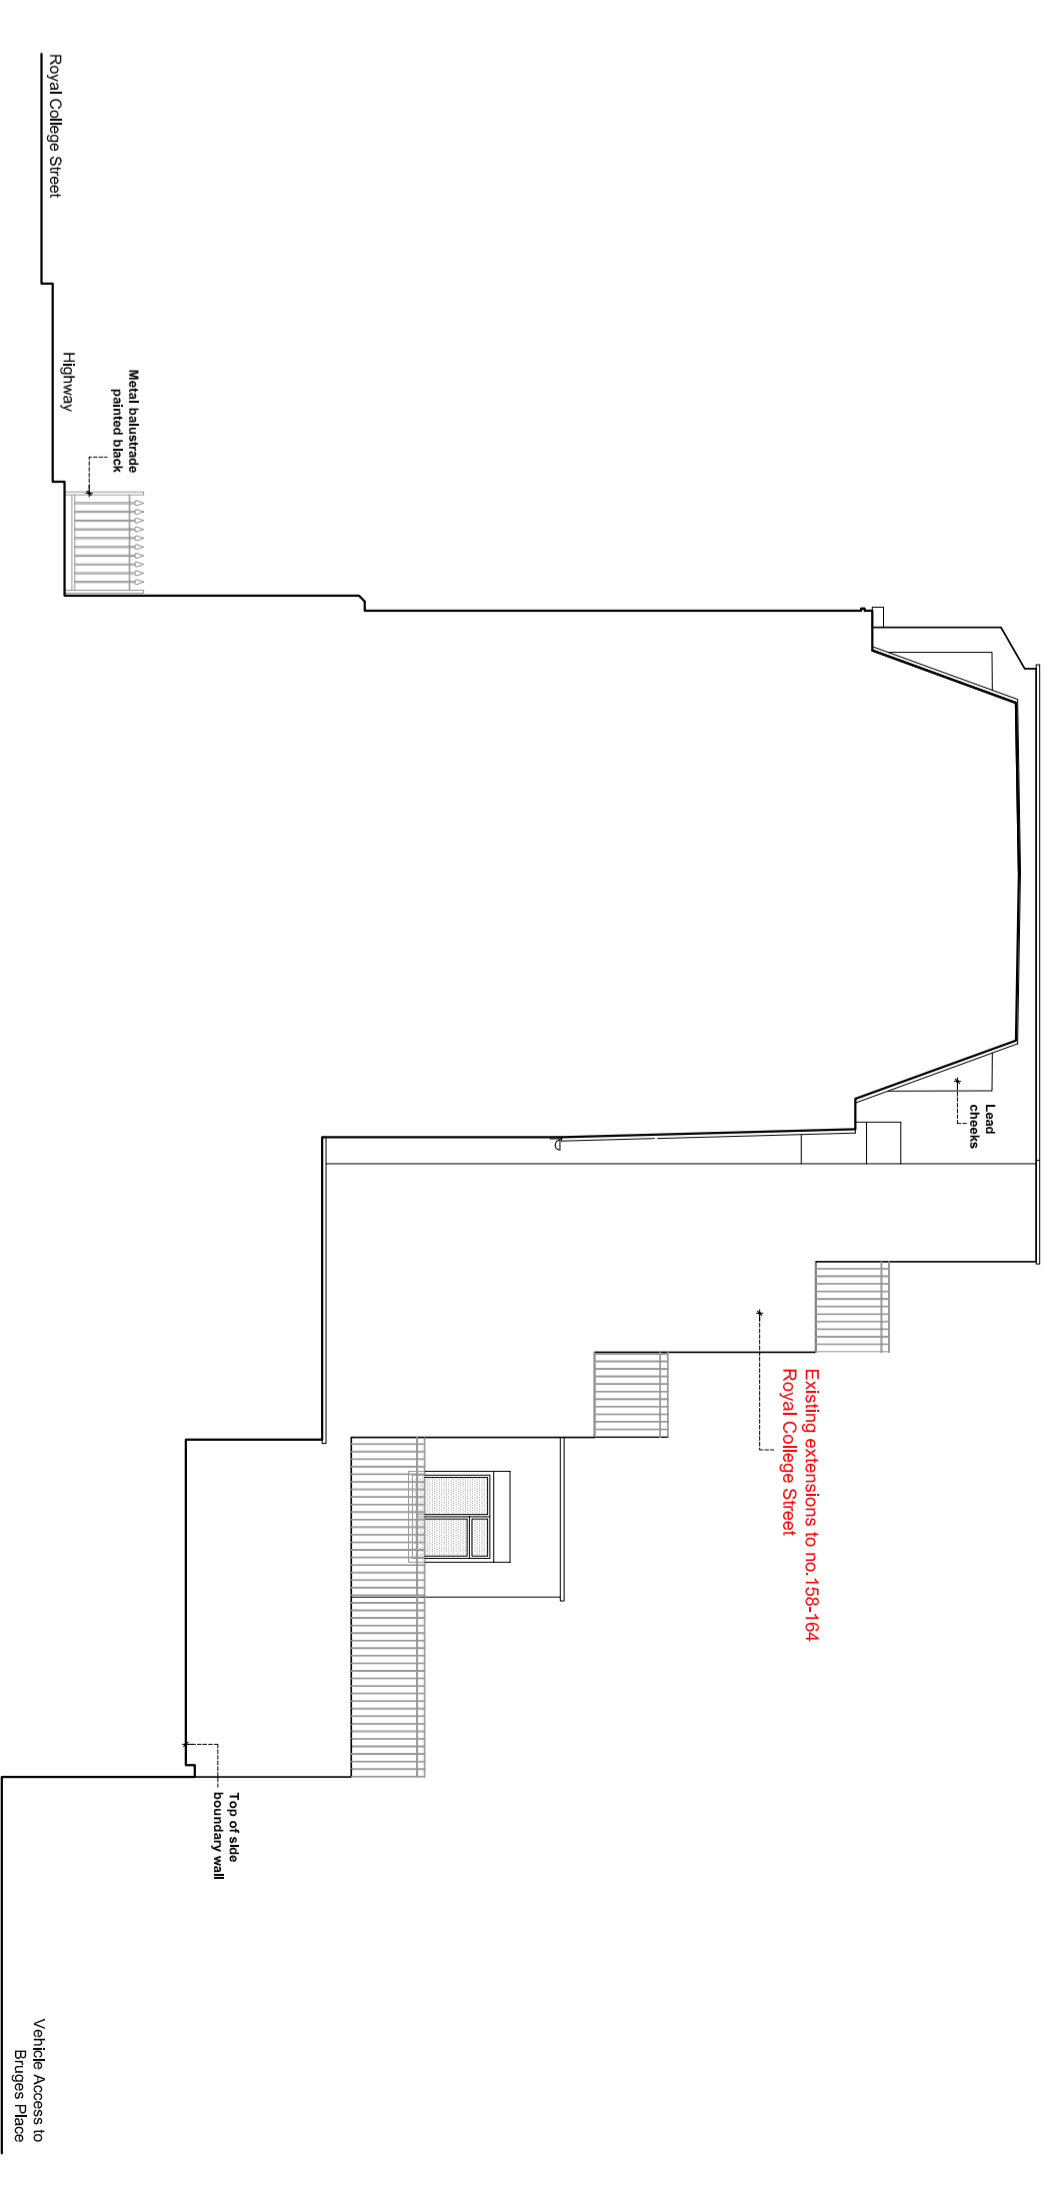 Royal College Street
Highway
Metal balustrade
painted black
Lead
cheeks
Existing extensions to no.158-164
Royal College Street
Top of side
boundary wall
Vehicle Access to
Bruges Place